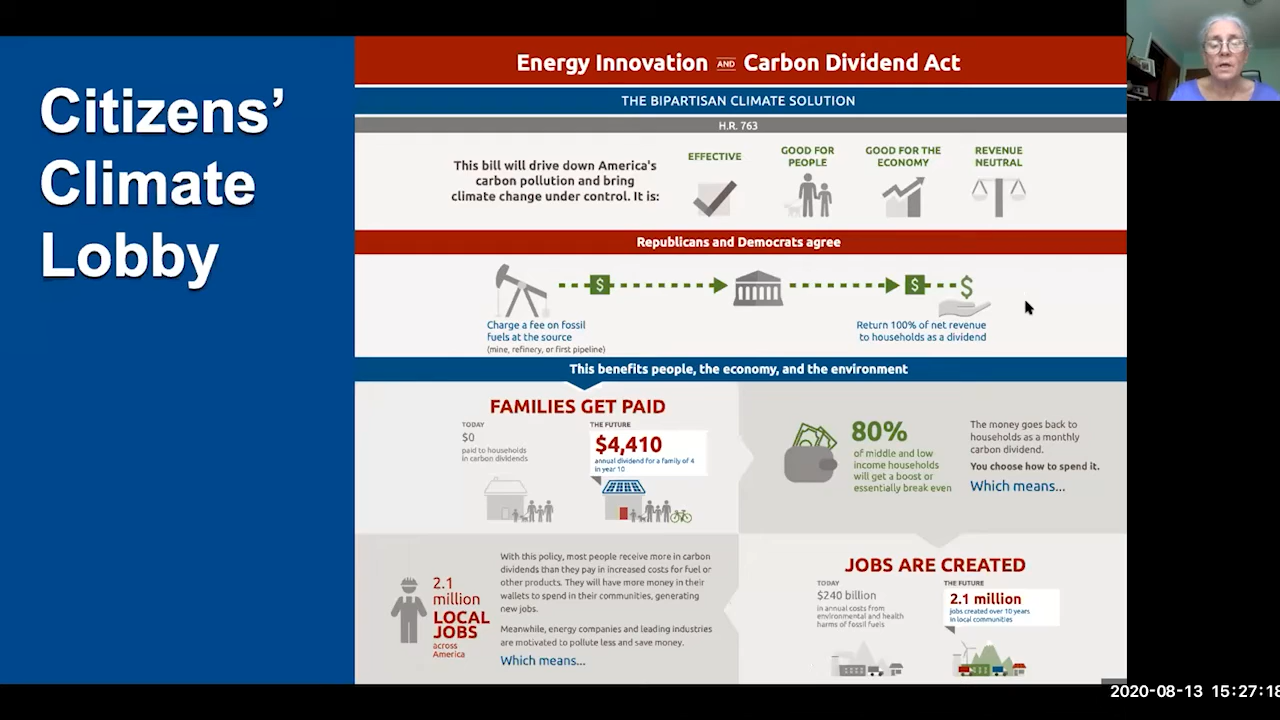 Citizens’
Climate
Lobby
Energy Innovation AND Carbon Dividend Act
THE BIPARTISAN CLIMATE SOLUTION
H.R. 763
This bill will drive down America's
carbon pollution and bring
climate change under control. It is:
EFFECTIVE
GOOD FOR
PEOPLE
GOOD FOR THE
ECONOMY
REVENUE
NEUTRAL
Republicans and Democrats agree
$
$
$
Charge a fee on fossil
fuels at the source
(mine, refinery, or first pipeline)
Return 100% of net revenue
to households as a dividend
This benefits people, the economy, and the environment
FAMILIES GET PAID
TODAY
$0
paid to households
in carbon dividends
THE FUTURE
$4,410
annual dividend for a family of 4
in year 10
80%
of middle and low
income households
will get a boost or
essentially break even
The money goes back to
households as a monthly
carbon dividend.
You choose how to spend it.
Which means...
2.1
million
LOCAL
JOBS
across
America
With this policy, most people receive more in carbon
dividends than they pay in increased costs for fuel or
other products. They will have more money in their
wallets to spend in their communities, generating
new jobs.
Meanwhile, energy companies and leading industries
are motivated to pollute less and save money.
Which means...
JOBS ARE CREATED
TODAY
$240 billion
in annual costs from
environmental and health
harms of fossil fuels
THE FUTURE
2.1 million
jobs created over 10 years
in local communities
2020-08-13 15:27:18